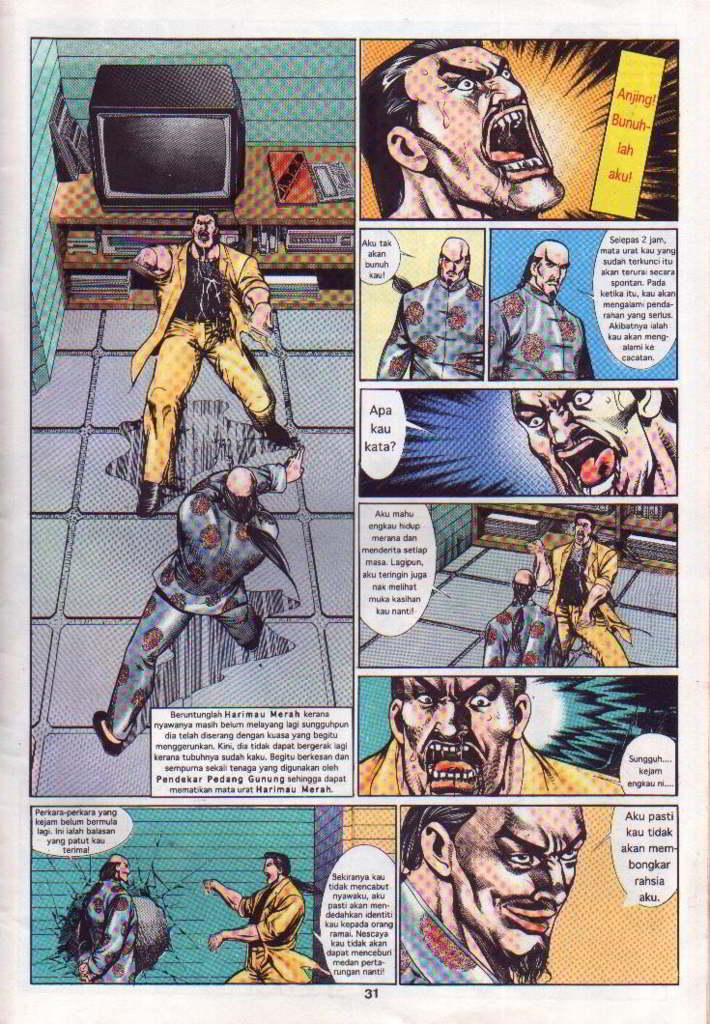 Beruntunglah Harimau Merah kerana
nyawanya masih belum melayang lagi sungguhpun
dia telah diserang dengan kuasa yang begitu
menggerunkan. Kini, dia tidak dapat bergerak lagi
kerana tubuhnya sudah kaku. Begitu berkesan dan
sempurna sekali tenaga yang digunakan oleh
Pendekar Pedang Gunung sehingga dapat
mematikan mata urat Harimau Merah.
Anjing!
Bunuh-
lah
aku!
Aku tak
akan
bunuh
kau!
Selepas 2 jam,
mata urat kau yang
sudah terkunci itu
akan terurai secara
spontan. Pada
ketika itu, kau akan
mengalami penda-
rahan yang serius.
Akibatnya ialah
kau akan meng-
alami ke
cacatan.
Apa
kau
kata?
Aku mahu
engkau hidup
merana dan
menderita setiap
masa. Lagipun,
aku teringin juga
nak melihat
muka kasihan
kau nanti!
Sungguh....
kejam
engkau ni....
Perkara-perkara yang
kejam belum bermula
lagi. Ini ialah balasan
yang patut kau
terima!
Sekiranya kau
tidak mencabut
nyawaku, aku
pasti akan men-
dedahkan identiti
kau kepada orang
ramai. Nescaya
kau tidak akan
dapat menceburi
medan perta-
rungan nanti!
Aku pasti
kau tidak
akan mem-
bongkar
rahsia
aku.
31